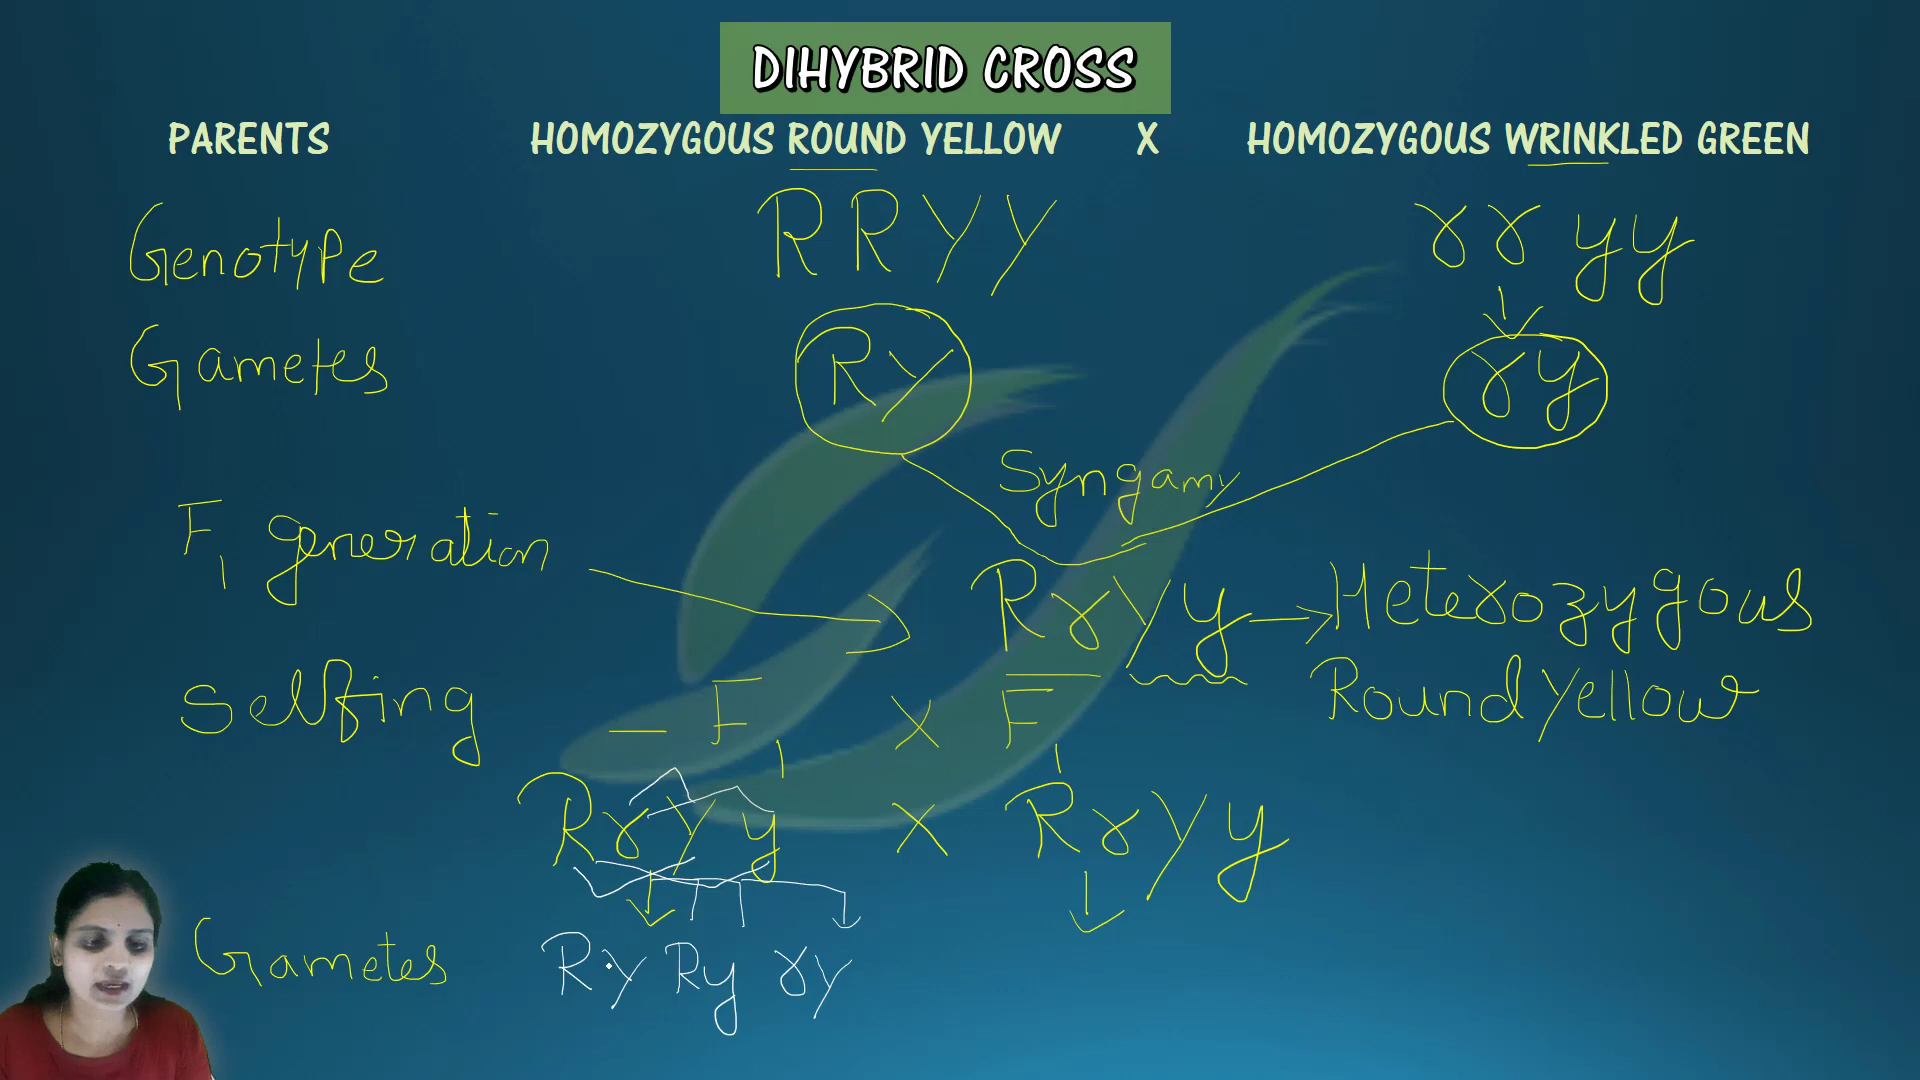 DIHYBRID CROSS
PARENTS HOMOZYGOUS ROUND YELLOW X HOMOZYGOUS WRINKLED GREEN
Genotype RRYY rryy
Gametes RY ry
Syngamy
F1 generation RrYy Heterozygous
Round Yellow
Selfing - F1 X F1
RrYy X RrYy
Gametes RY Ry rY